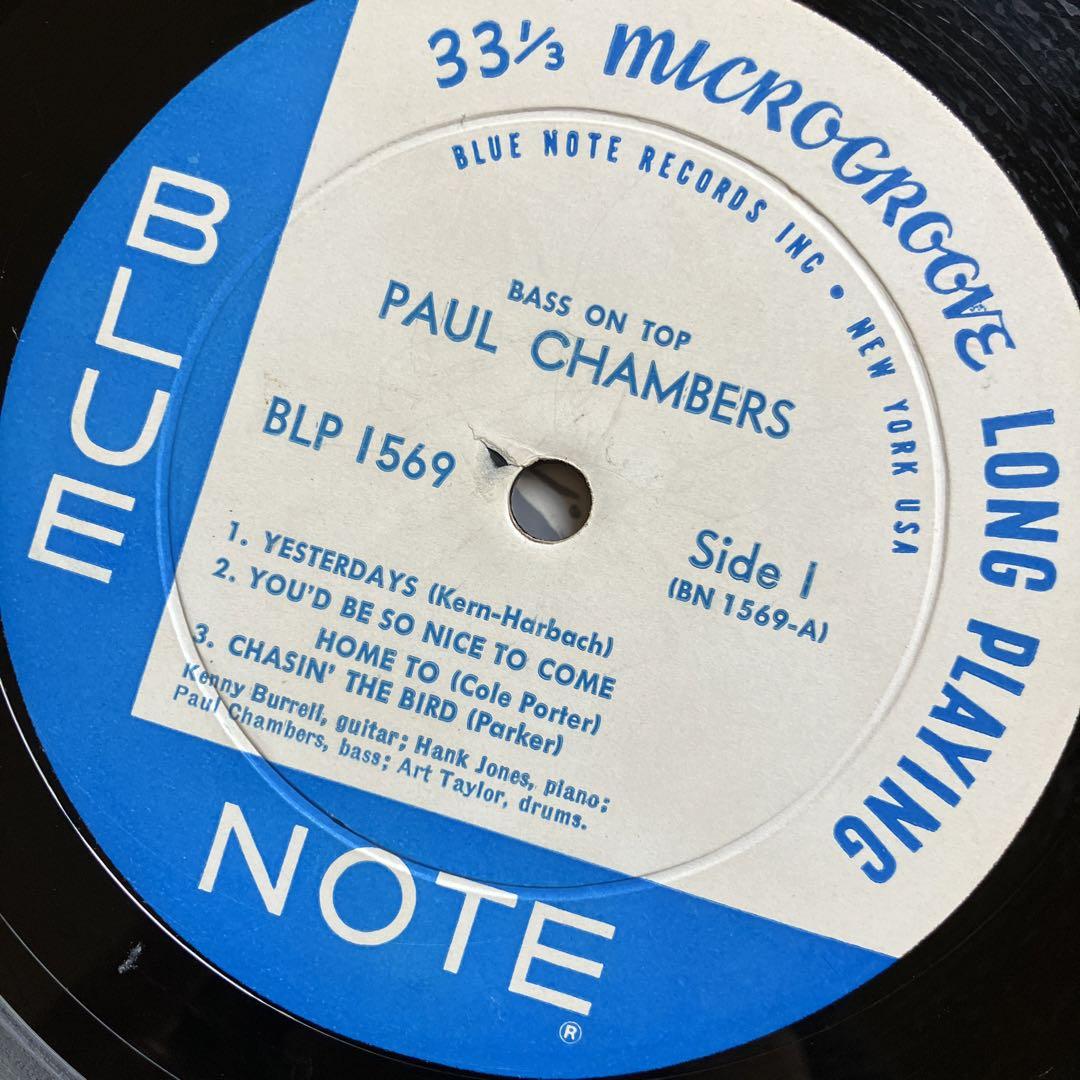 33⅓ MICROGROOVE LONG PLAYING
BLUE NOTE RECORDS INC • NEW YORK USA
BASS ON TOP
PAUL CHAMBERS
BLP 1569
Side 1
(BN 1569-A)
1. YESTERDAYS (Kern-Harbach)
2. YOU'D BE SO NICE TO COME
HOME TO (Cole Porter)
3. CHASIN' THE BIRD (Parker)
Kenny Burrell, guitar; Hank Jones, piano;
Paul Chambers, bass; Art Taylor, drums.
BLUE
NOTE
®